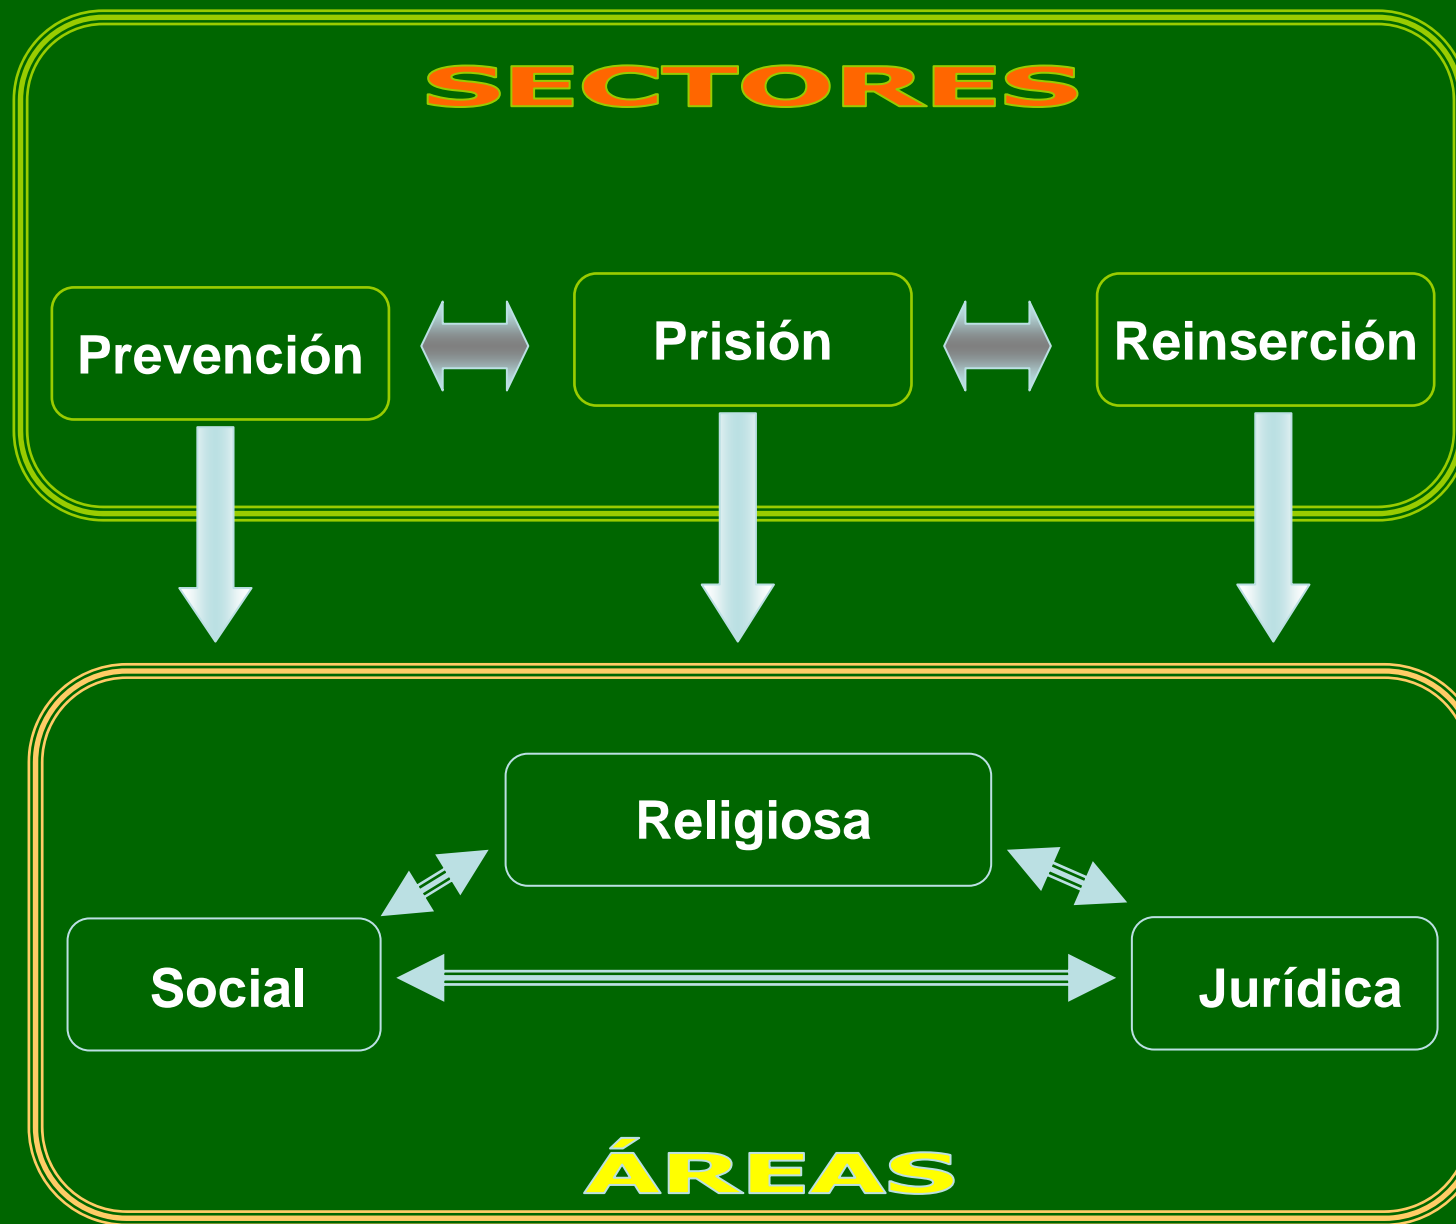 SECTORES
Prevención
Prisión
Reinserción
Religiosa
Social
Jurídica
ÁREAS